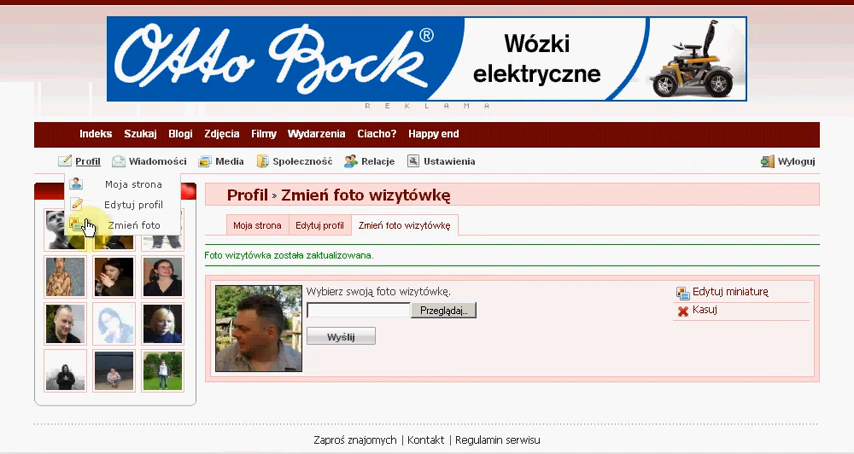 Otto Bock®
Wózki
elektryczne
REKLAMA
Indeks Szukaj Blogi Zdjęcia Filmy Wydarzenia Ciacho? Happy end
Profil Wiadomości Media Społeczność Relacje Ustawienia Wyloguj
Moja strona
Edytuj profil
Zmień foto
Profil » Zmień foto wizytówkę
Moja strona Edytuj profil Zmień foto wizytówkę
Foto wizytówka została zaktualizowana.
Wybierz swoją foto wizytówkę.
Przeglądaj...
Wyślij
Edytuj miniaturę
Kasuj
Zaproś znajomych | Kontakt | Regulamin serwisu